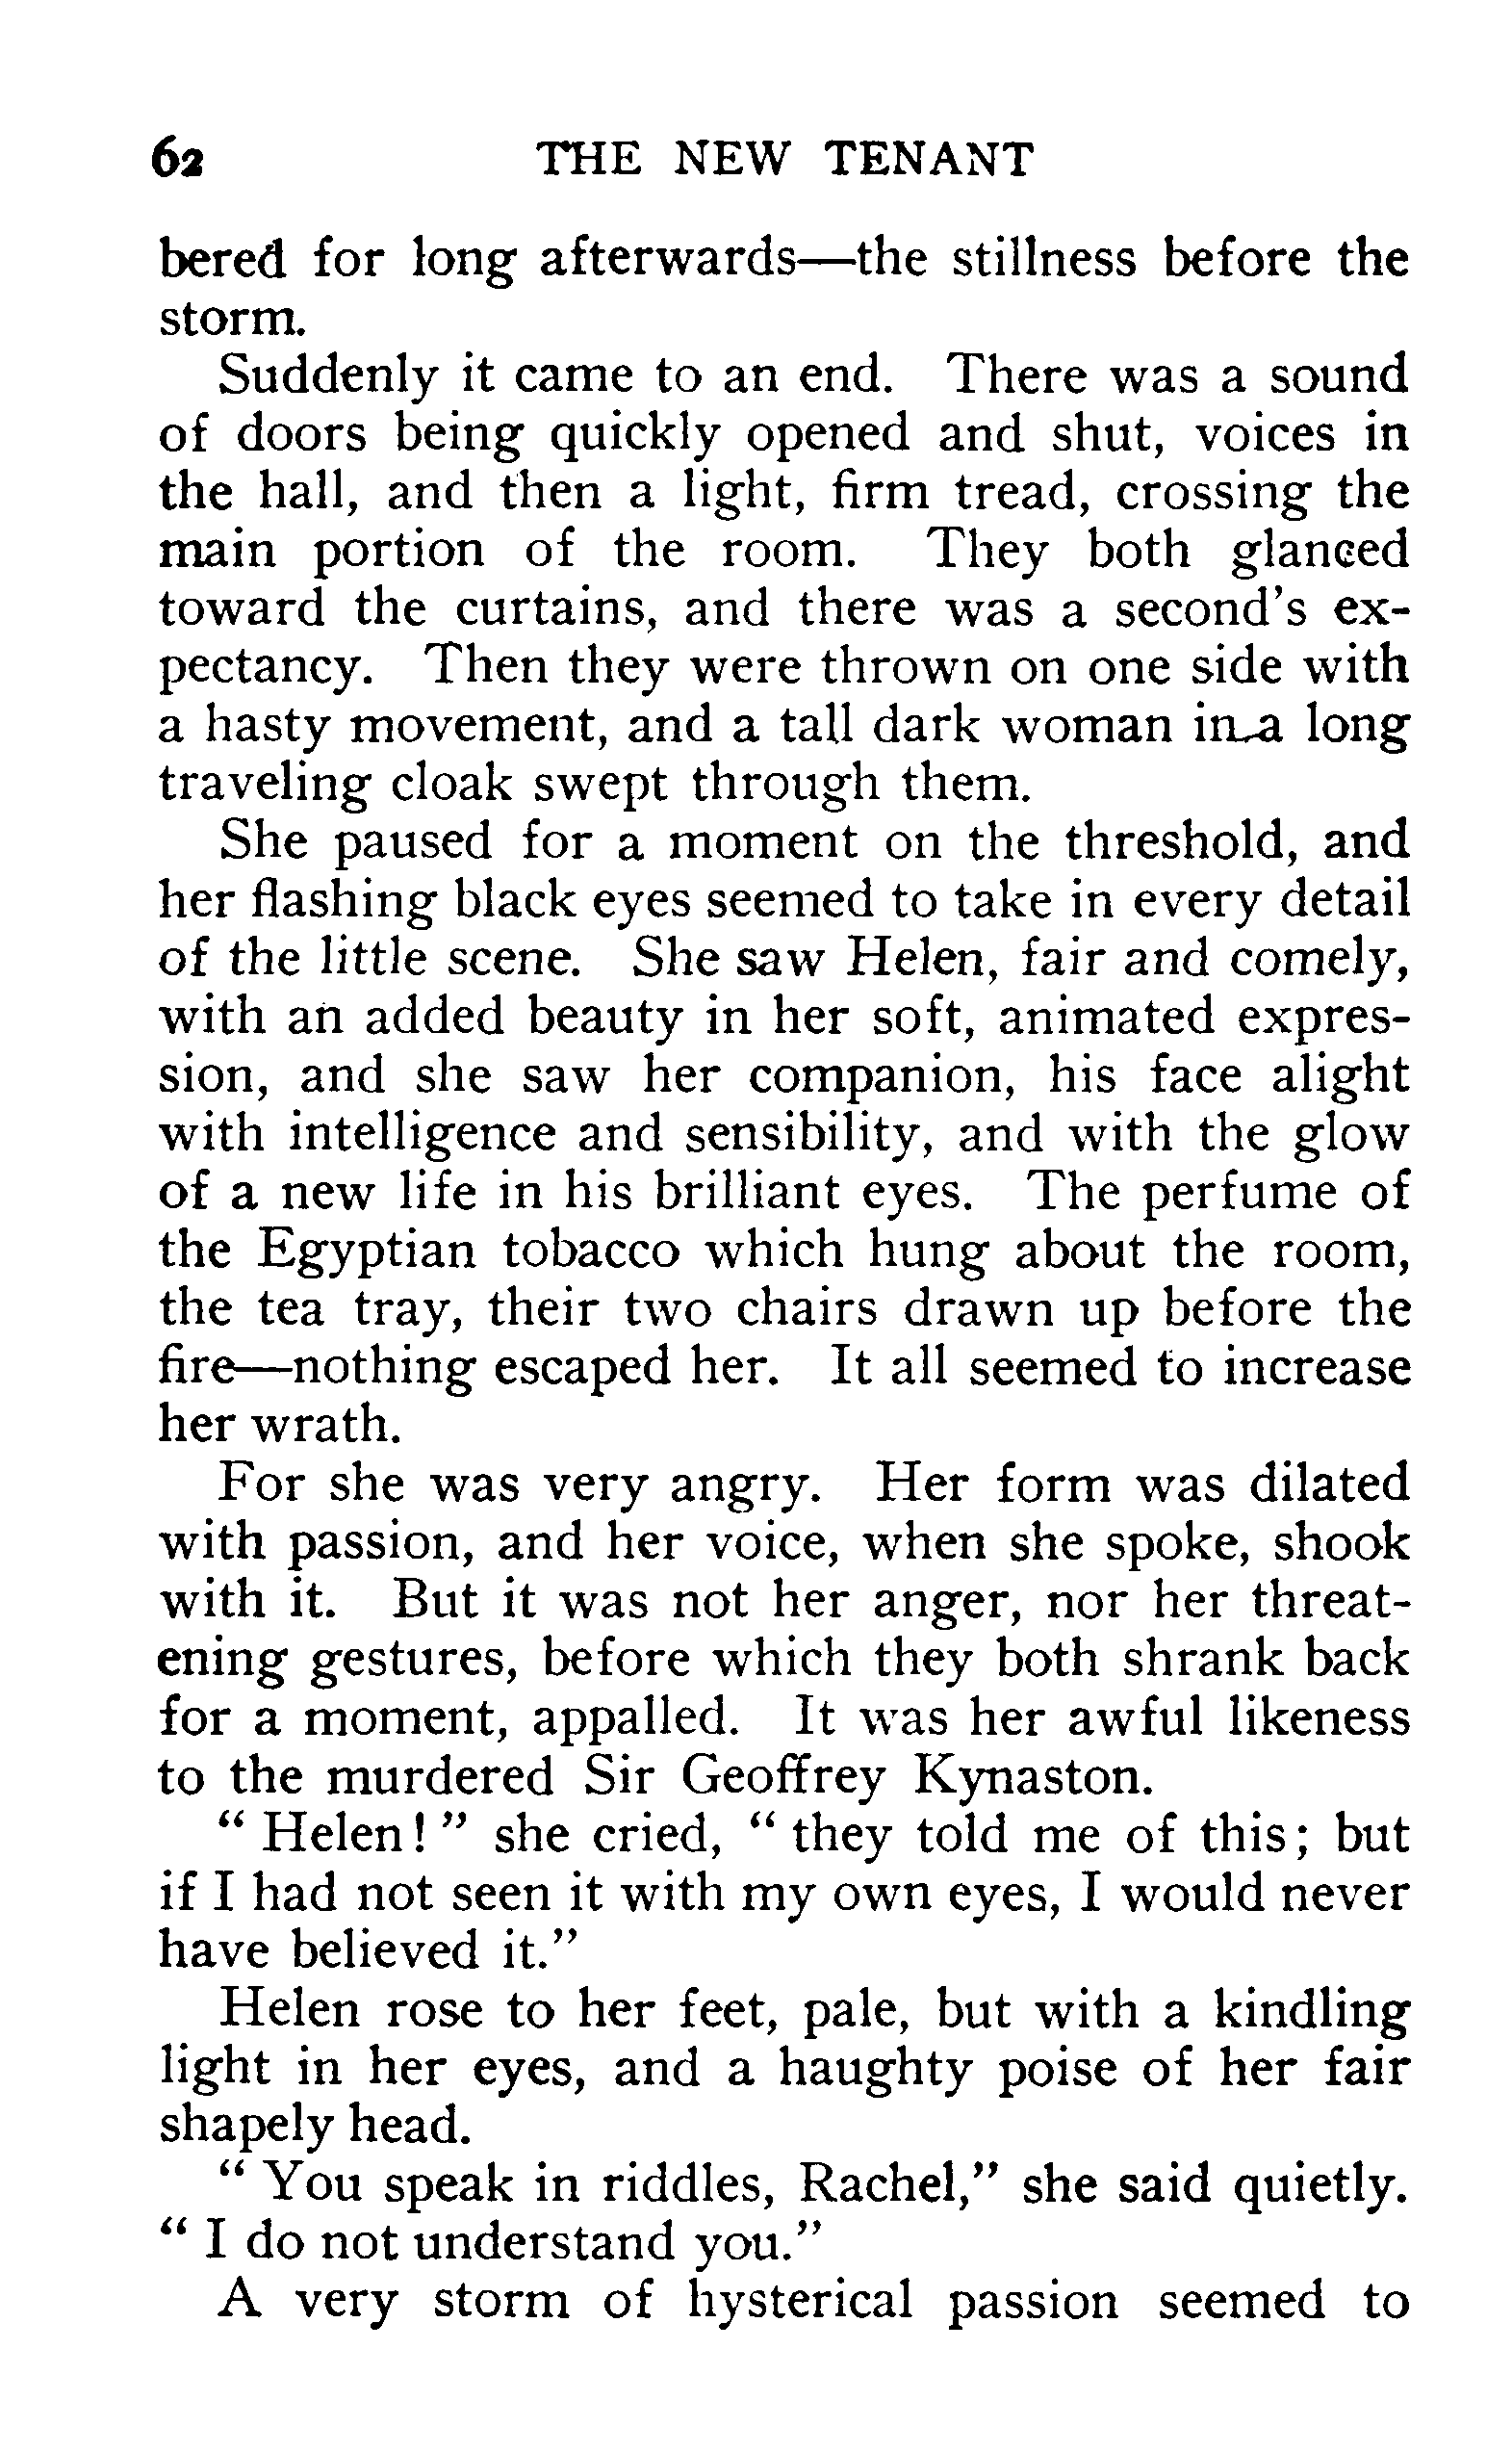 62 THE NEW TENANT
bered for long afterwards—the stillness before the
storm.
Suddenly it came to an end. There was a sound
of doors being quickly opened and shut, voices in
the hall, and then a light, firm tread, crossing the
main portion of the room. They both glanced
toward the curtains, and there was a second's ex-
pectancy. Then they were thrown on one side with
a hasty movement, and a tall dark woman in a long
traveling cloak swept through them.
She paused for a moment on the threshold, and
her flashing black eyes seemed to take in every detail
of the little scene. She saw Helen, fair and comely,
with an added beauty in her soft, animated expres-
sion, and she saw her companion, his face alight
with intelligence and sensibility, and with the glow
of a new life in his brilliant eyes. The perfume of
the Egyptian tobacco which hung about the room,
the tea tray, their two chairs drawn up before the
fire—nothing escaped her. It all seemed to increase
her wrath.
For she was very angry. Her form was dilated
with passion, and her voice, when she spoke, shook
with it. But it was not her anger, nor her threat-
ening gestures, before which they both shrank back
for a moment, appalled. It was her awful likeness
to the murdered Sir Geoffrey Kynaston.
“ Helen! ” she cried, “ they told me of this; but
if I had not seen it with my own eyes, I would never
have believed it.”
Helen rose to her feet, pale, but with a kindling
light in her eyes, and a haughty poise of her fair
shapely head.
“ You speak in riddles, Rachel,” she said quietly.
“ I do not understand you.”
A very storm of hysterical passion seemed to